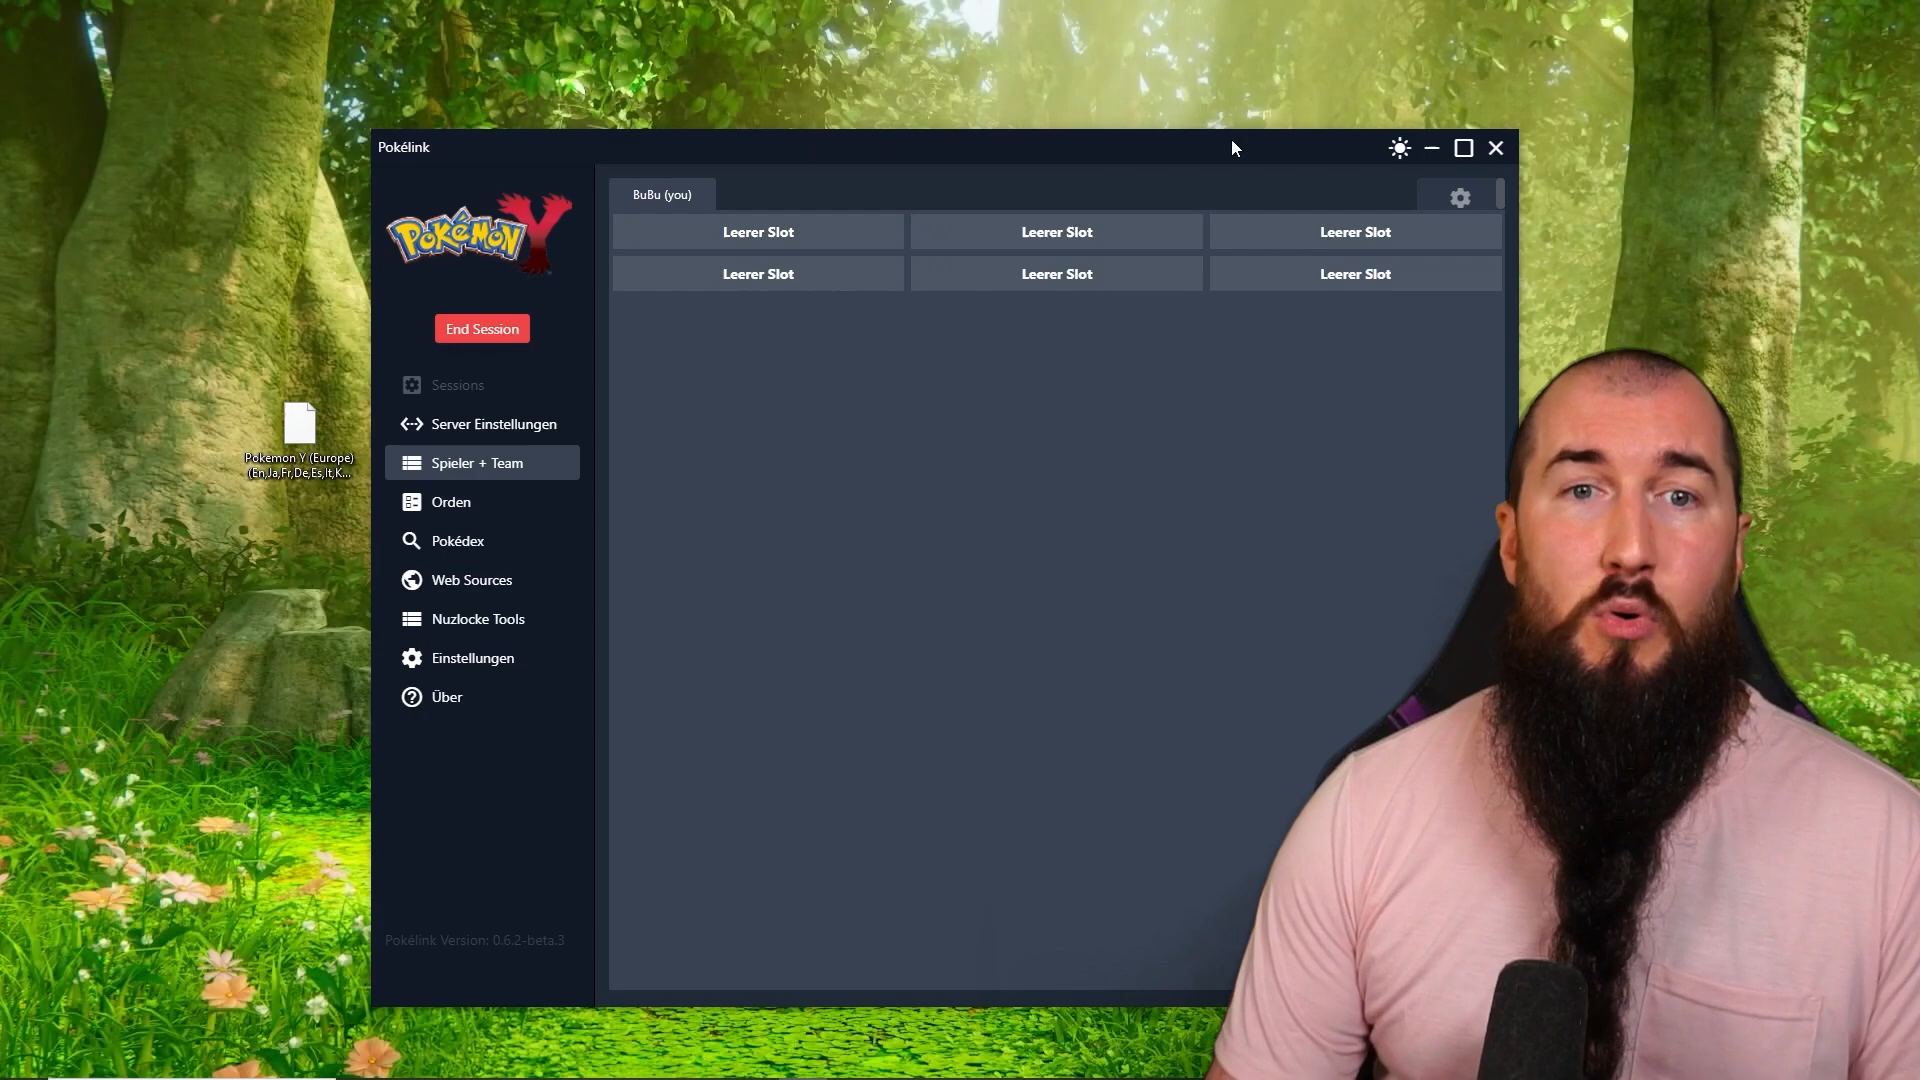 Pokélink
POKÉMON Y
BuBu (you)
Leerer Slot
Leerer Slot
Leerer Slot
Leerer Slot
Leerer Slot
Leerer Slot
End Session
Sessions
Server Einstellungen
Spieler + Team
Orden
Pokédex
Web Sources
Nuzlocke Tools
Einstellungen
Über
Pokélink Version: 0.6.2-beta.3
Pokemon Y (Europe)
(En,Ja,Fr,De,Es,It,K...